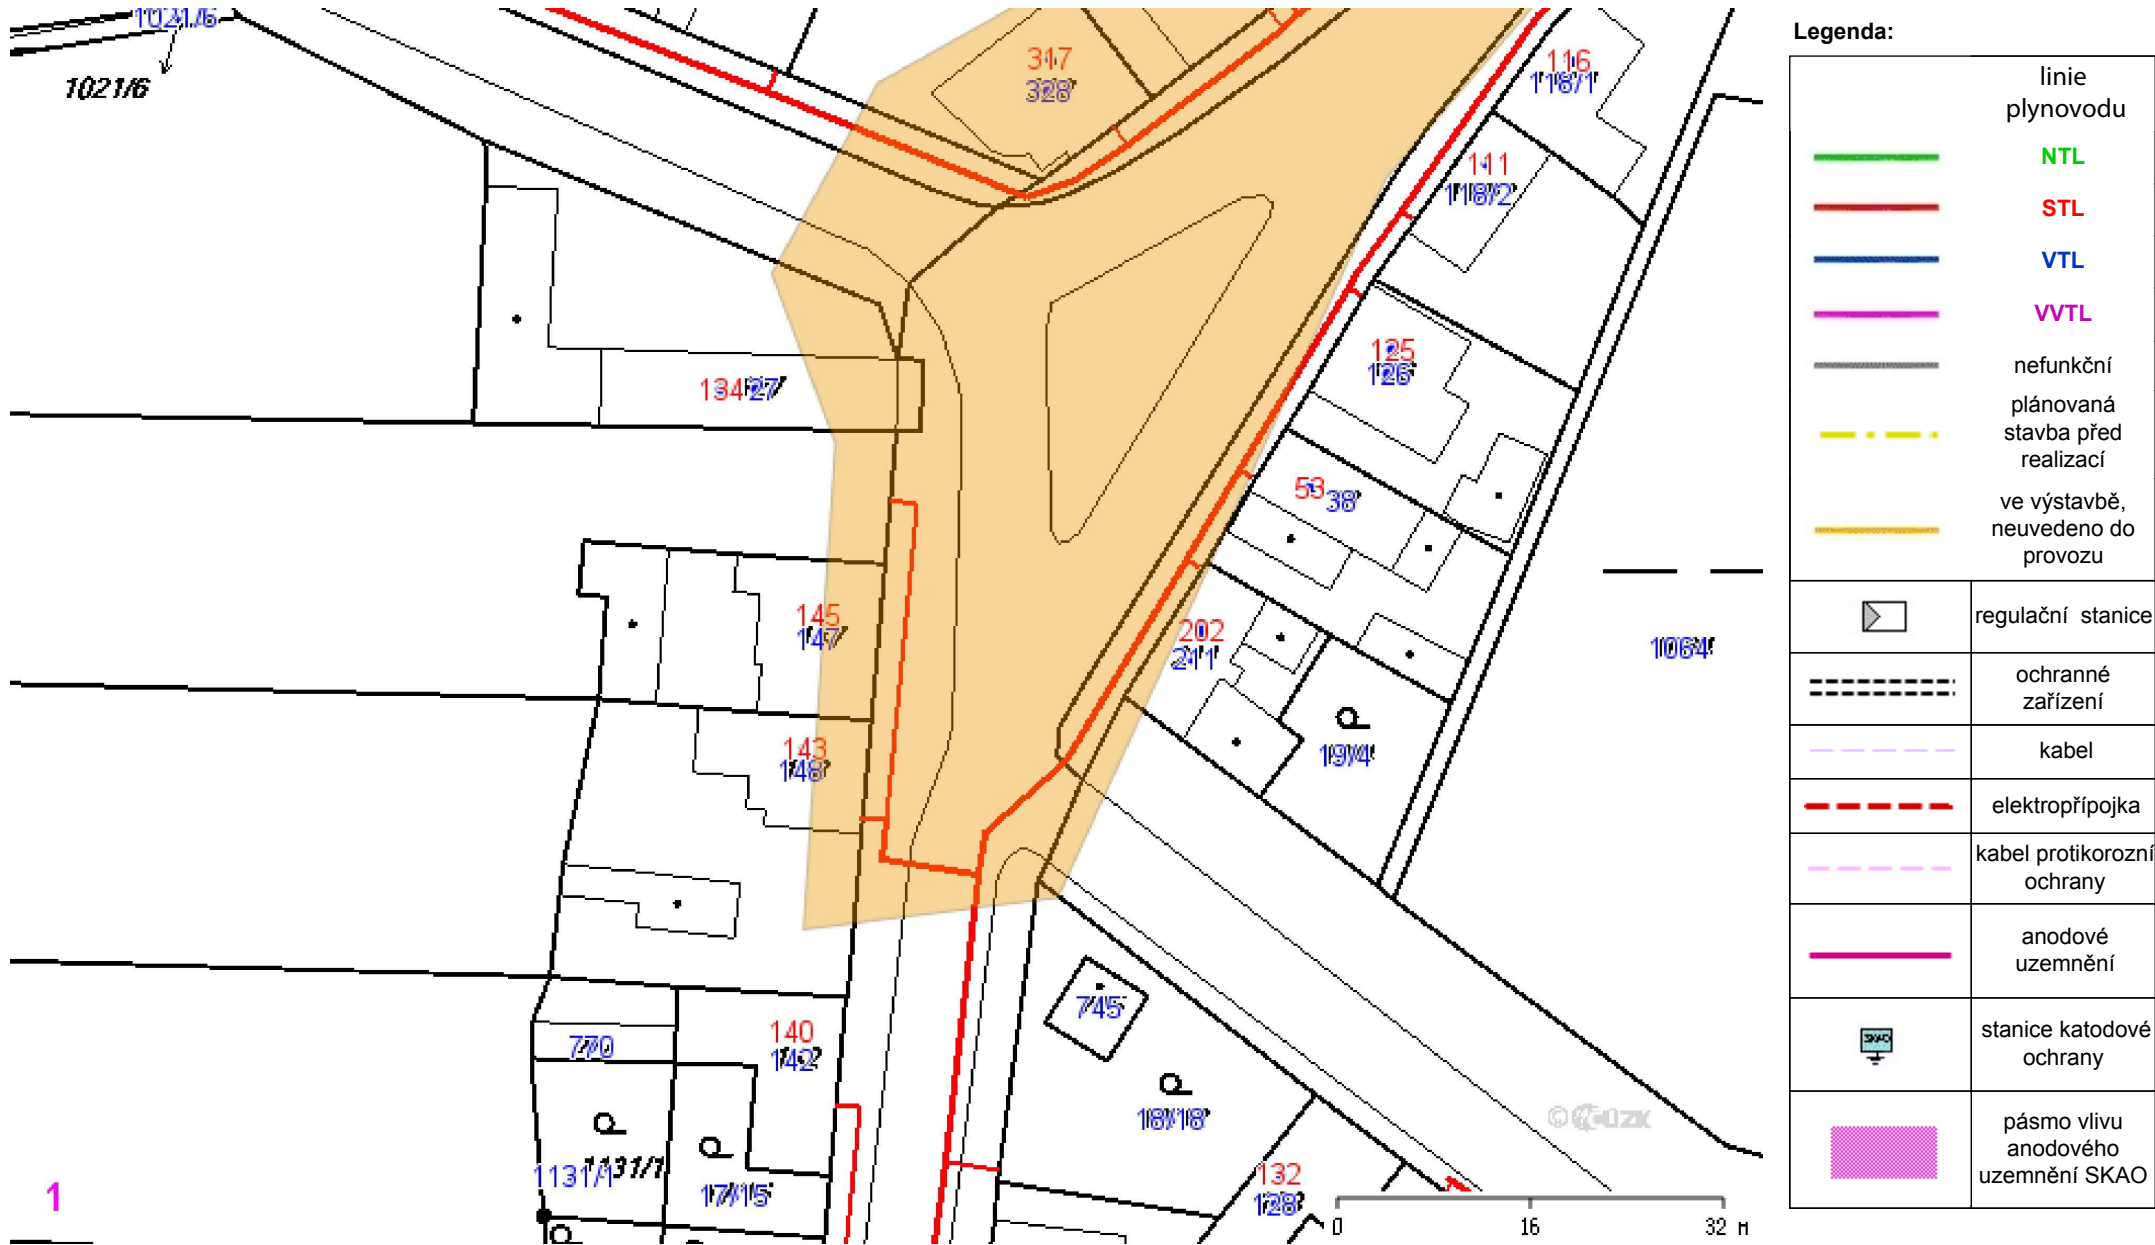 1021/6
1021/6
317
328
116
118/1
111
118/2
125
126
134 27
53 38
145
147
202
211
1064
143
148
19/4
745
140
142
770
18/18
1131/1 1131/1
17/15
132
128
1
0 16 32 m
Legenda:
linie
plynovodu
NTL
STL
VTL
VVTL
nefunkční
plánovaná
stavba před
realizací
ve výstavbě,
neuvedeno do
provozu
regulační stanice
ochranné
zařízení
kabel
elektropřípojka
kabel protikorozní
ochrany
anodové
uzemnění
SKAO
stanice katodové
ochrany
pásmo vlivu
anodového
uzemnění SKAO